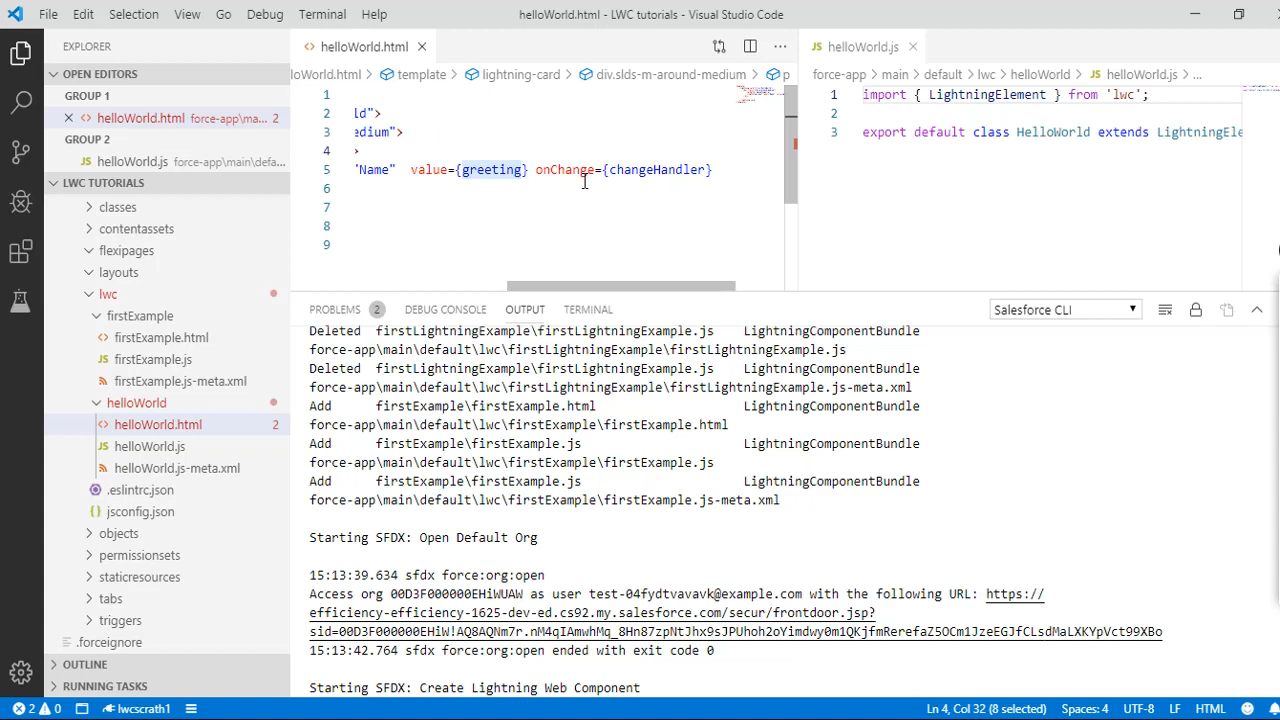 File Edit Selection View Go Debug Terminal Help helloWorld.html - LWC tutorials - Visual Studio Code
EXPLORER
OPEN EDITORS
GROUP 1
helloWorld.html force-app\ma... 2
GROUP 2
helloWorld.js force-app\main\defa...
LWC TUTORIALS
classes
contentassets
flexipages
layouts
lwc
firstExample
firstExample.html
firstExample.js
firstExample.js-meta.xml
helloWorld
helloWorld.html 2
helloWorld.js
helloWorld.js-meta.xml
.eslintrc.json
jsconfig.json
objects
permissionsets
staticresources
tabs
triggers
.forceignore
OUTLINE
RUNNING TASKS
helloWorld.html
lloWorld.html > template > lightning-card > div.slds-m-around-medium > p
1
2 ld">
3 edium">
4 >
5 "Name" value={greeting} onChange={changeHandler}
6
7
8
9
helloWorld.js
force-app > main > default > lwc > helloWorld > helloWorld.js > ...
1 import { LightningElement } from 'lwc';
2
3 export default class HelloWorld extends LightningEle
PROBLEMS 2 DEBUG CONSOLE OUTPUT TERMINAL Salesforce CLI
Deleted firstLightningExample\firstLightningExample.js LightningComponentBundle
force-app\main\default\lwc\firstLightningExample\firstLightningExample.js
Deleted firstLightningExample\firstLightningExample.js LightningComponentBundle
force-app\main\default\lwc\firstLightningExample\firstLightningExample.js-meta.xml
Add firstExample\firstExample.html LightningComponentBundle
force-app\main\default\lwc\firstExample\firstExample.html
Add firstExample\firstExample.js LightningComponentBundle
force-app\main\default\lwc\firstExample\firstExample.js
Add firstExample\firstExample.js LightningComponentBundle
force-app\main\default\lwc\firstExample\firstExample.js-meta.xml
Starting SFDX: Open Default Org
15:13:39.634 sfdx force:org:open
Access org 00D3F000000EHiWUAW as user test-04fydtvavavk@example.com with the following URL: https://
efficiency-efficiency-1625-dev-ed.cs92.my.salesforce.com/secur/frontdoor.jsp?
sid=00D3F000000EHiW!AQ8AQNm7r.nM4qIAmwhMq_8Hn87zpNtJhx9sJPUhoh2oYimdwy0m1QKjfmRerefaZ5OCm1JzeEGJfCLsdMaLXKYpVct99XBo
15:13:42.764 sfdx force:org:open ended with exit code 0
Starting SFDX: Create Lightning Web Component
2 0 lwcscrath1 Ln 4, Col 32 (8 selected) Spaces: 4 UTF-8 LF HTML